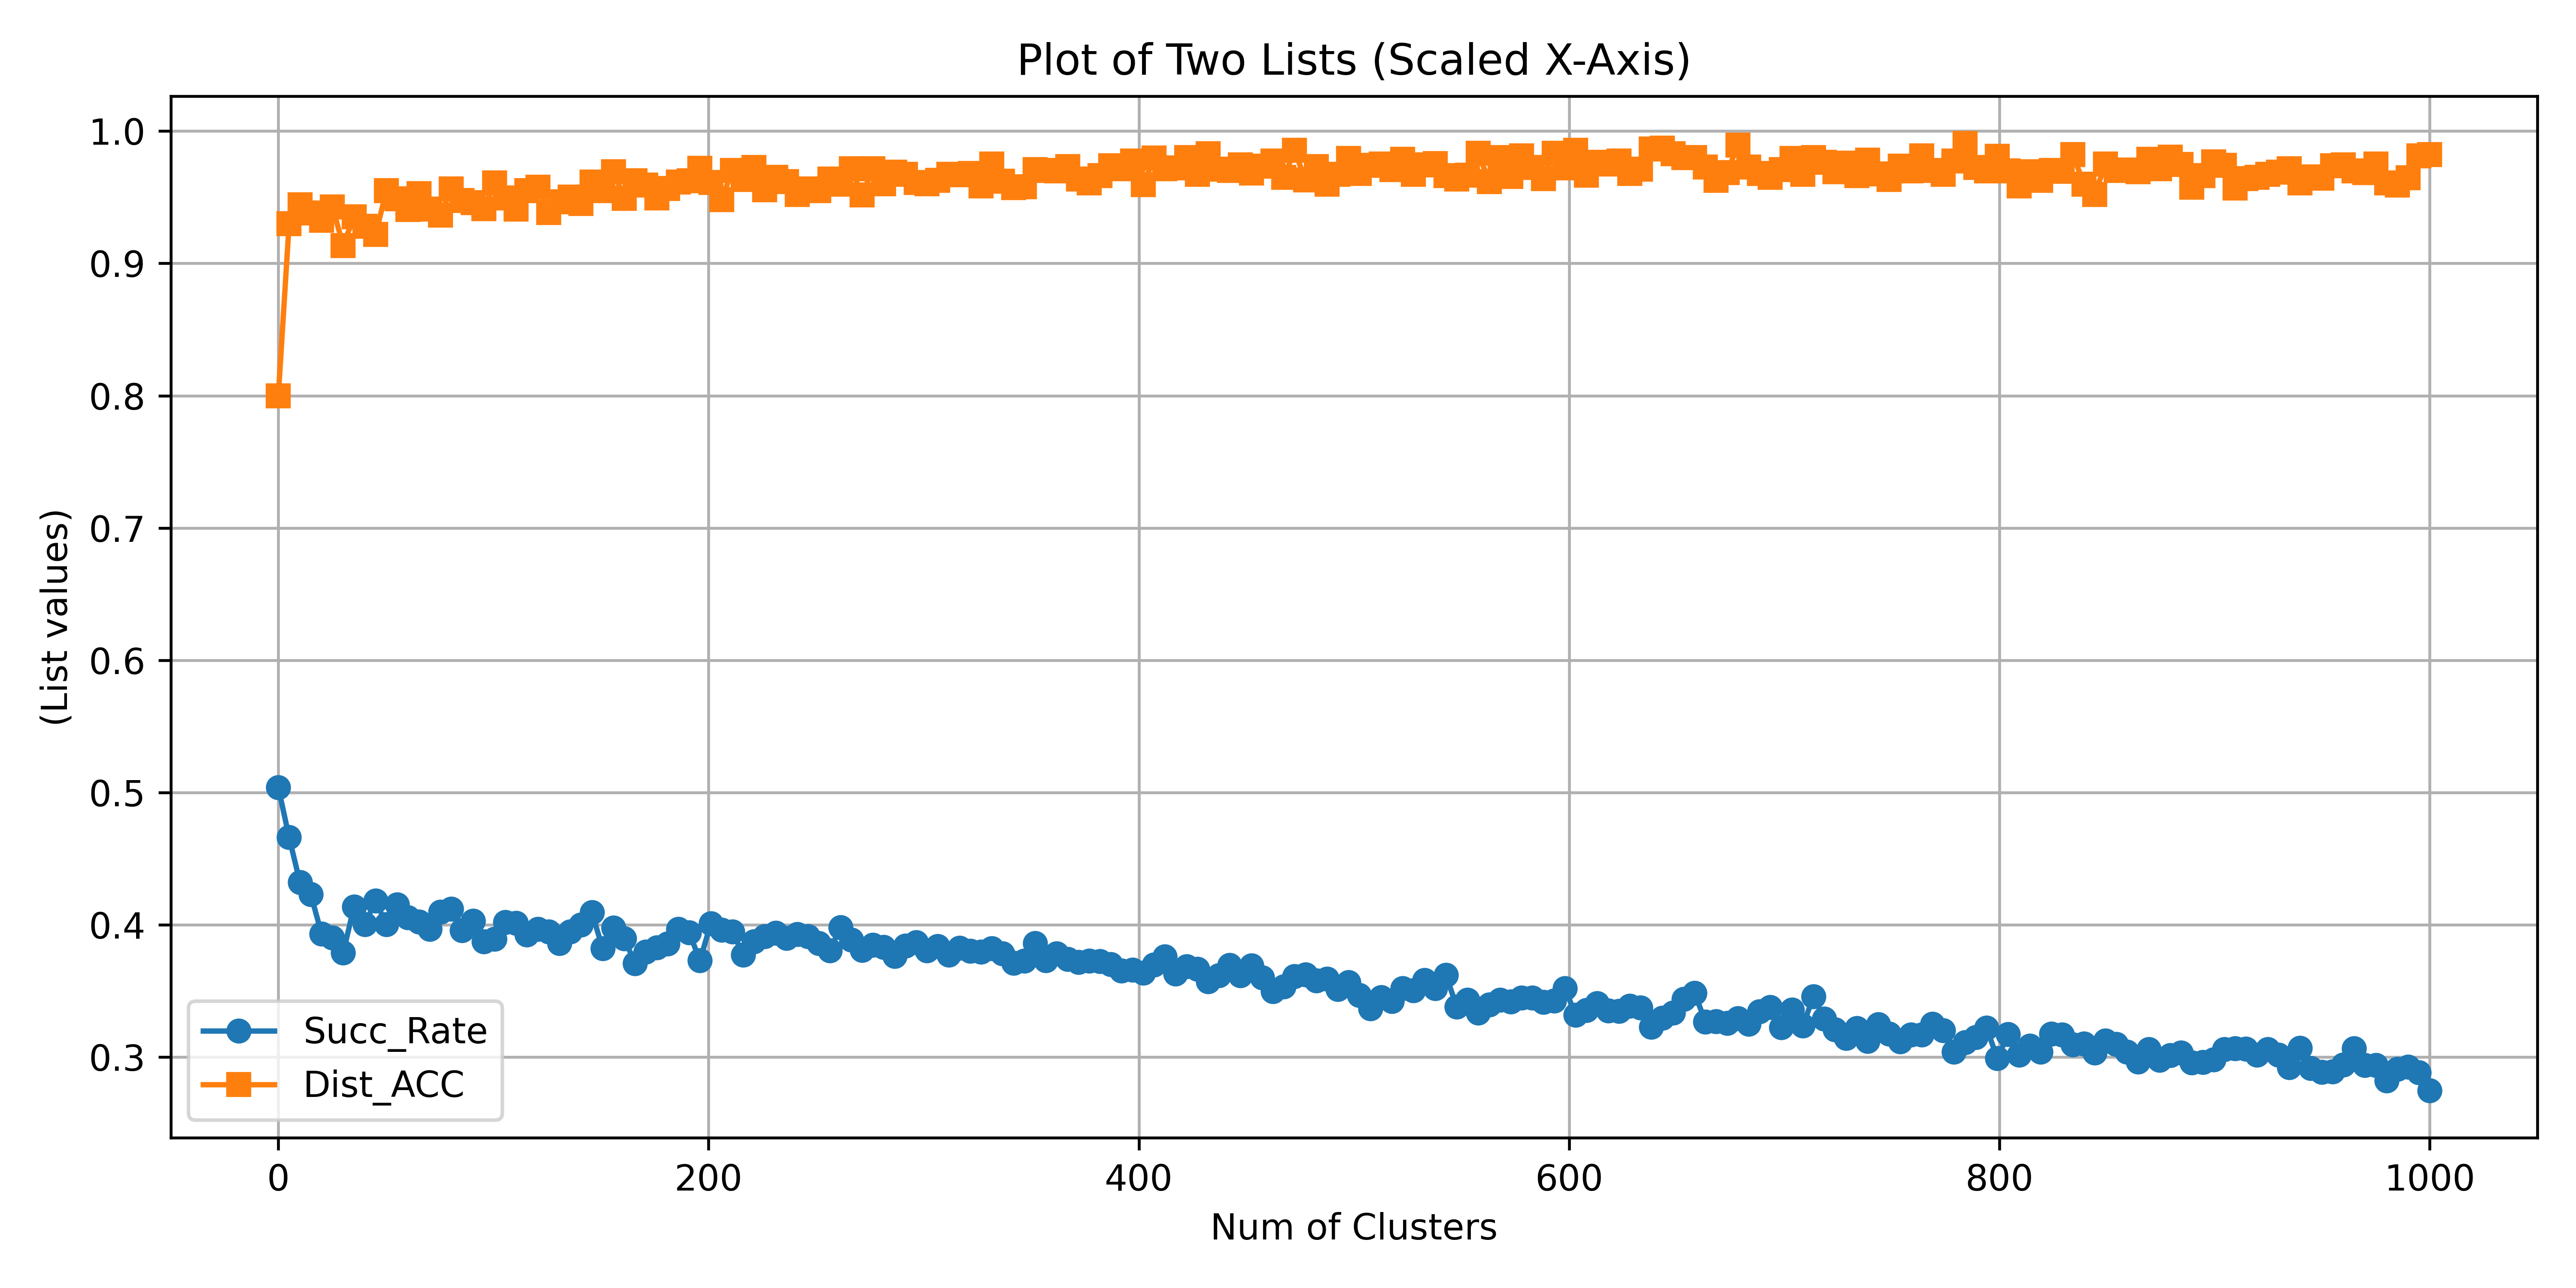 Plot of Two Lists (Scaled X-Axis)
1.0
0.9
0.8
0.7
0.6
0.5
0.4
0.3
(List values)
Succ_Rate
Dist_ACC
0 200 400 600 800 1000
Num of Clusters